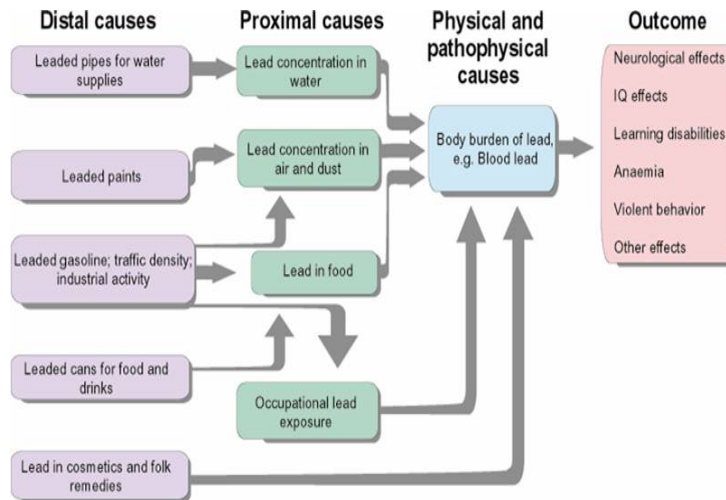 Distal causes
Proximal causes
Physical and
pathophysical
causes
Outcome
Leaded pipes for water
supplies
Lead concentration in
water
Leaded paints
Lead concentration in
air and dust
Body burden of lead,
e.g. Blood lead
Neurological effects
IQ effects
Learning disabilities
Anaemia
Violent behavior
Other effects
Leaded gasoline; traffic density;
industrial activity
Lead in food
Leaded cans for food and
drinks
Occupational lead
exposure
Lead in cosmetics and folk
remedies